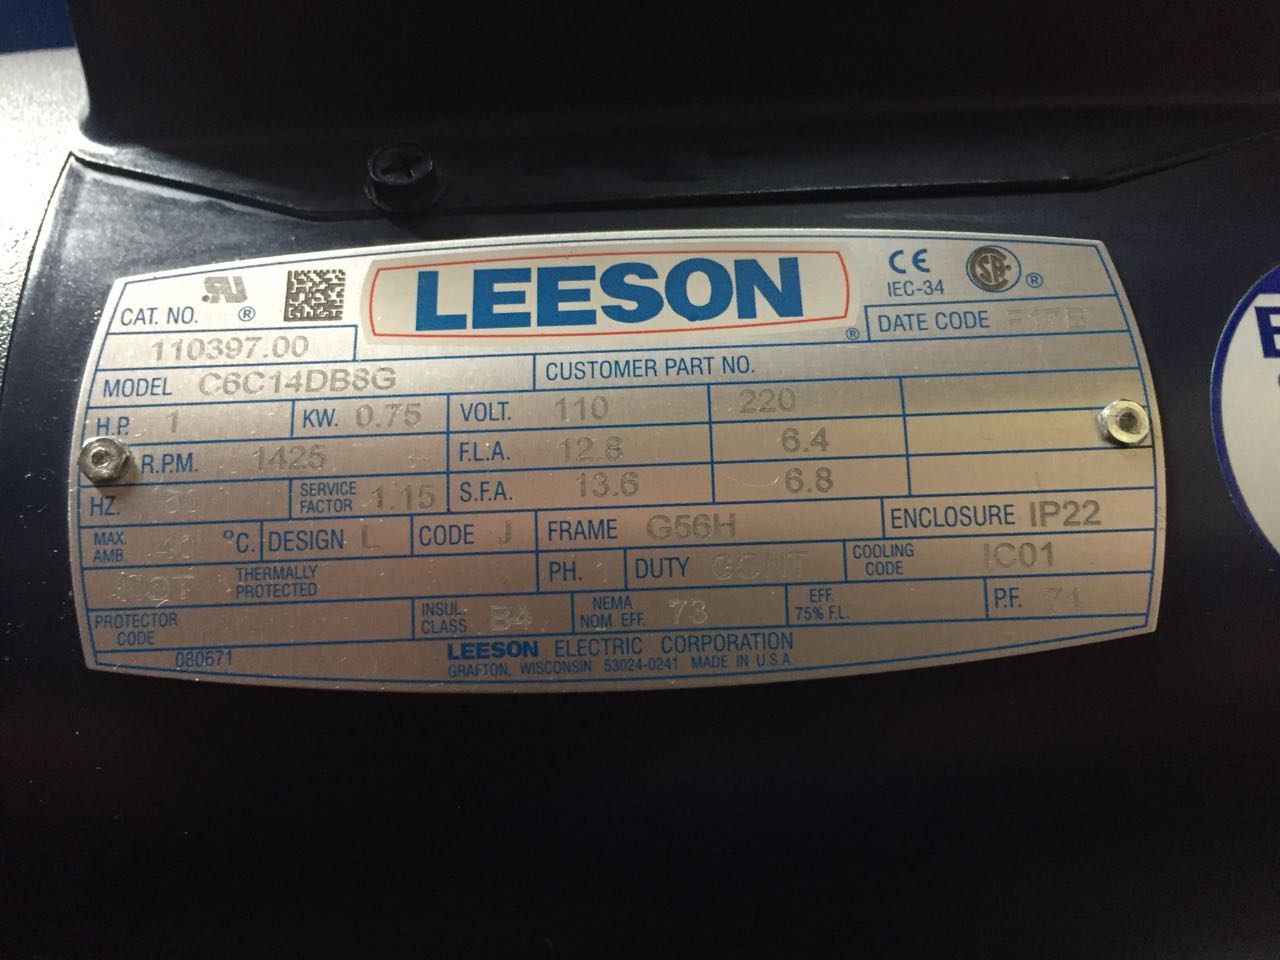 CAT. NO. ®
LEESON ®
CE
IEC-34 ®
DATE CODE
110397.00
MODEL C6C14DB8G
CUSTOMER PART NO.
H.P. 1 KW. 0.75 VOLT. 110 220
R.P.M. 1425 F.L.A. 12.8 6.4
HZ. SERVICE FACTOR 1.15 S.F.A. 13.6 6.8
MAX. AMB. 40 °C. DESIGN L CODE J FRAME G56H ENCLOSURE IP22
NOT THERMALLY PROTECTED PH. 1 DUTY CONT COOLING CODE IC01
PROTECTOR CODE INSUL. CLASS B4 NEMA NOM. EFF. 73 EFF. 75% F.L. P.F. 71
080671 LEESON ELECTRIC CORPORATION
GRAFTON, WISCONSIN 53024-0241 MADE IN U.S.A